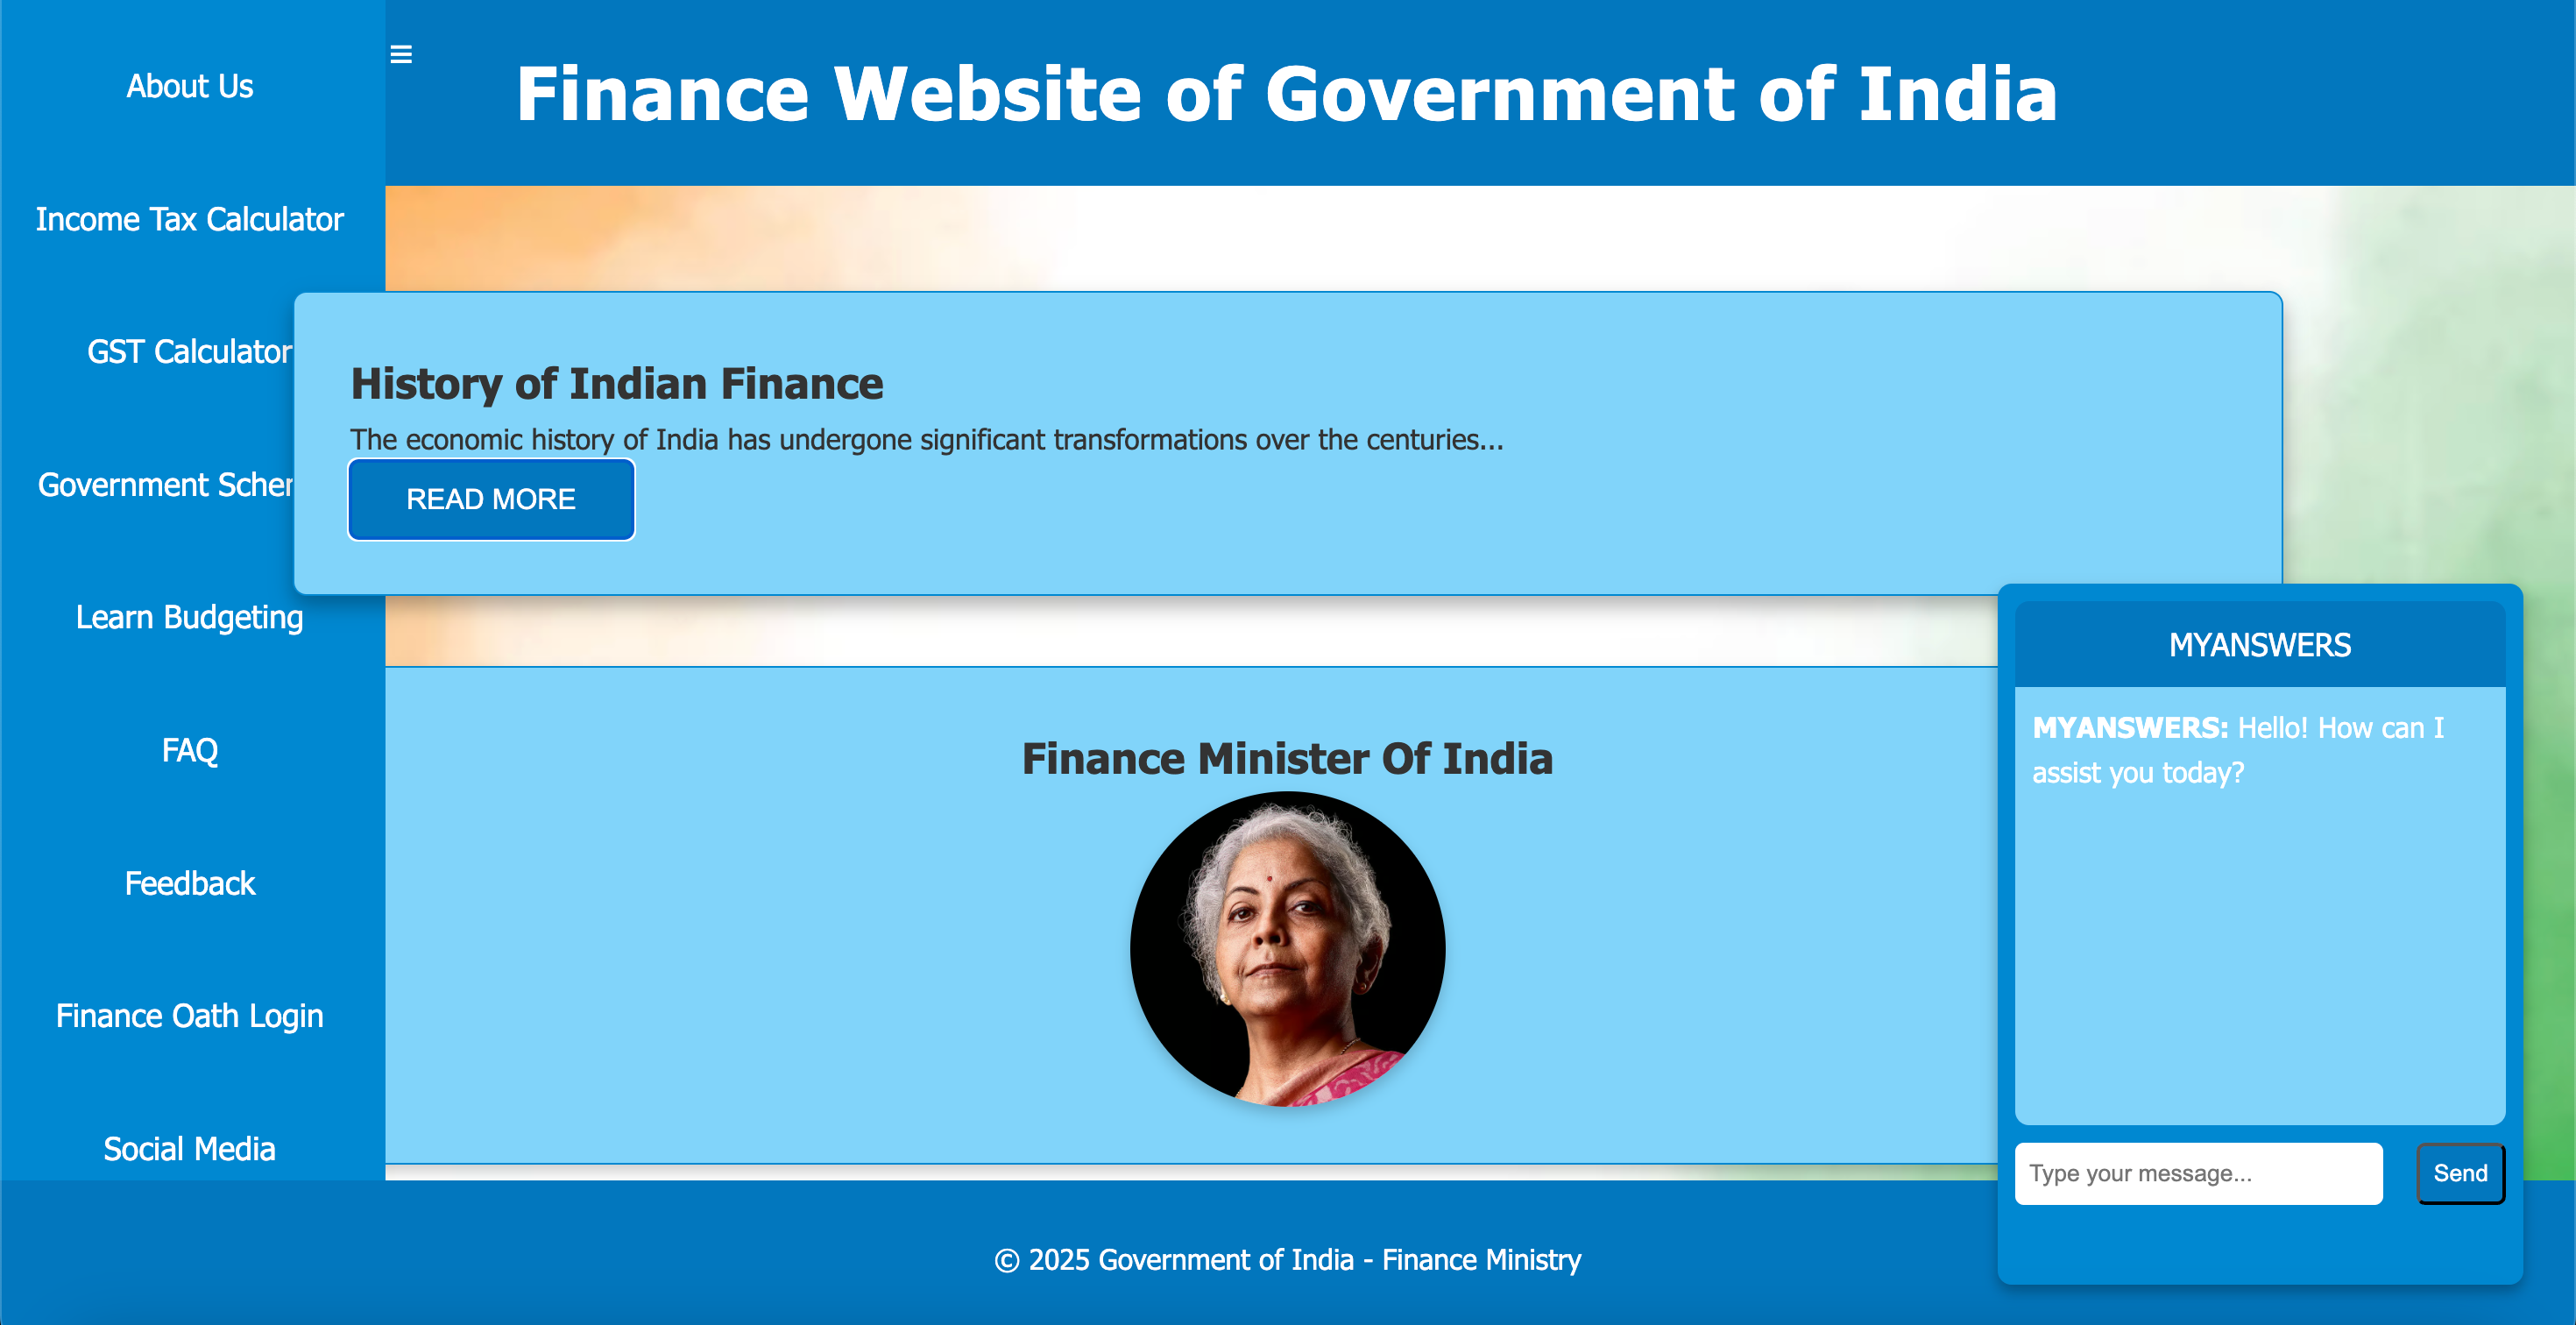 About Us
Income Tax Calculator
GST Calculator
Government Scher
Learn Budgeting
FAQ
Feedback
Finance Oath Login
Social Media
Finance Website of Government of India
History of Indian Finance
The economic history of India has undergone significant transformations over the centuries...
READ MORE
Finance Minister Of India
MYANSWERS
MYANSWERS: Hello! How can I
assist you today?
Type your message...
Send
© 2025 Government of India - Finance Ministry